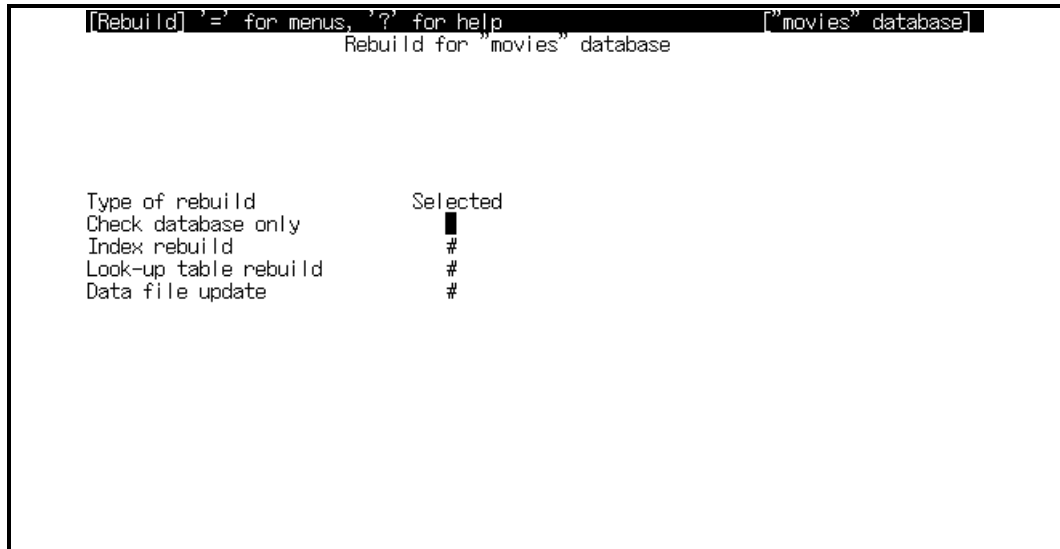 [Rebuild] '=' for menus, '?' for help ["movies" database]
Rebuild for "movies" database
Type of rebuild Selected
Check database only
Index rebuild #
Look-up table rebuild #
Data file update #